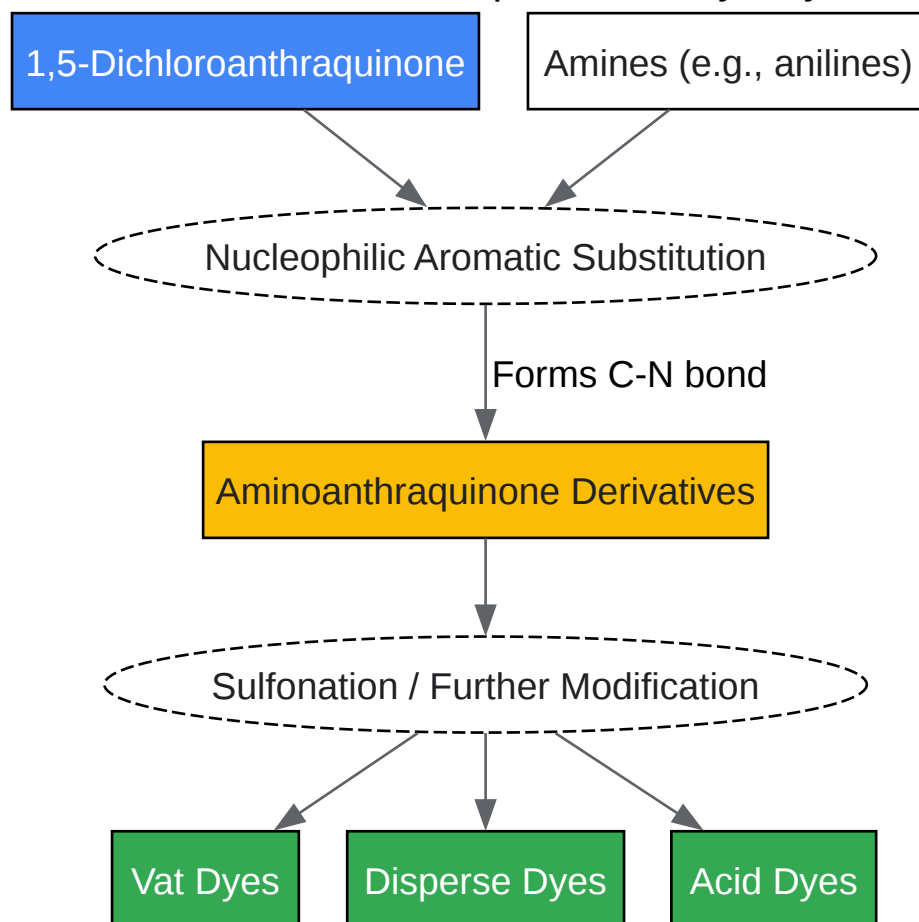 1,5-Dichloroanthraquinone
Amines (e.g., anilines)
Nucleophilic Aromatic Substitution
Forms C-N bond
Aminoanthraquinone Derivatives
Sulfonation / Further Modification
Vat Dyes
Disperse Dyes
Acid Dyes